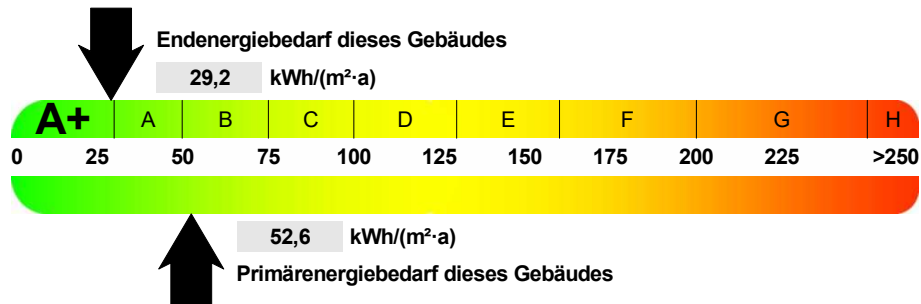 Endenergiebedarf dieses Gebäudes
29,2 kWh/(m²·a)
A+ A B C D E F G H
0 25 50 75 100 125 150 175 200 225 >250
52,6 kWh/(m²·a)
Primärenergiebedarf dieses Gebäudes